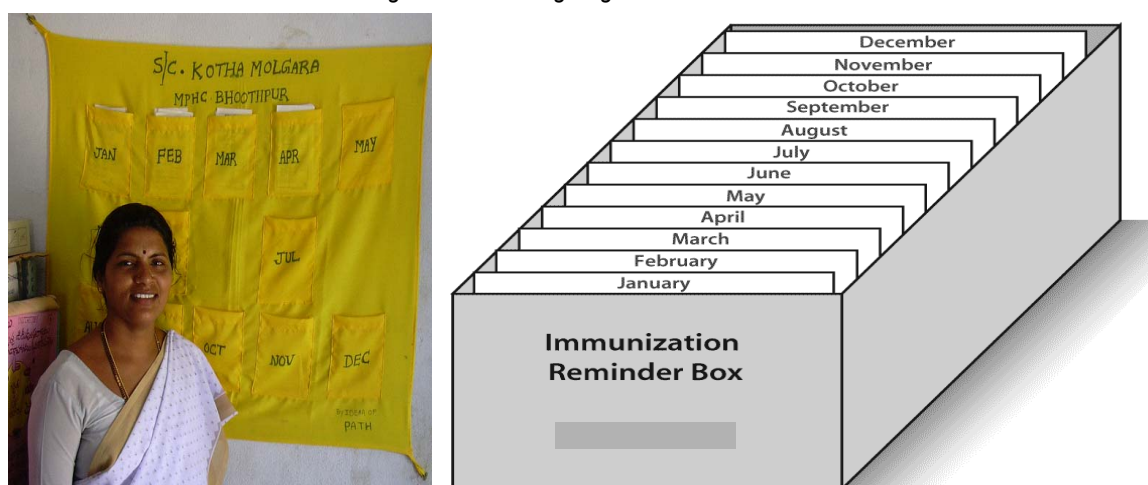 S/C. KOTHA MOLGARA
MPHC BHOOTHPUR
JAN
FEB
MAR
APR
MAY
JUL
OCT
NOV
DEC
PATH
December
November
October
September
August
July
June
May
April
March
February
January
Immunization
Reminder Box